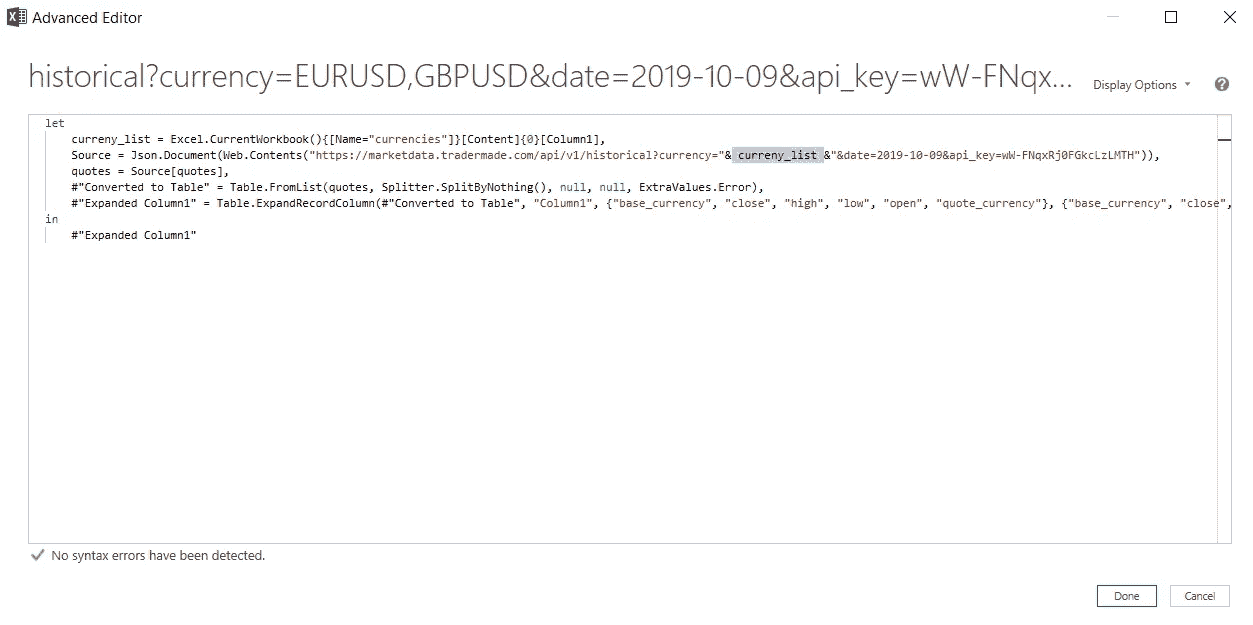 Advanced Editor
historical?currency=EURUSD,GBPUSD&date=2019-10-09&api_key=wW-FNqx...
Display Options
let
curreny_list = Excel.CurrentWorkbook(){[Name="currencies"]}[Content]{0}[Column1],
Source = Json.Document(Web.Contents("https://marketdata.tradermade.com/api/v1/historical?currency="& curreny_list &"&date=2019-10-09&api_key=wW-FNqxRj0FGkcLzLMTH")),
quotes = Source[quotes],
#"Converted to Table" = Table.FromList(quotes, Splitter.SplitByNothing(), null, null, ExtraValues.Error),
#"Expanded Column1" = Table.ExpandRecordColumn(#"Converted to Table", "Column1", {"base_currency", "close", "high", "low", "open", "quote_currency"}, {"base_currency", "close",
in
#"Expanded Column1"
No syntax errors have been detected.
Done
Cancel